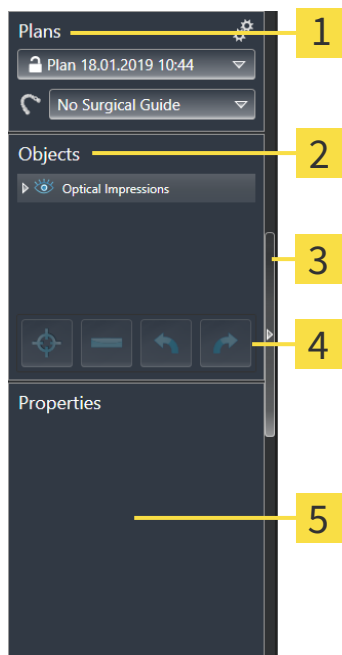 Plans
1
Plan 18.01.2019 10:44
No Surgical Guide
Objects
2
Optical Impressions
3
4
Properties
5